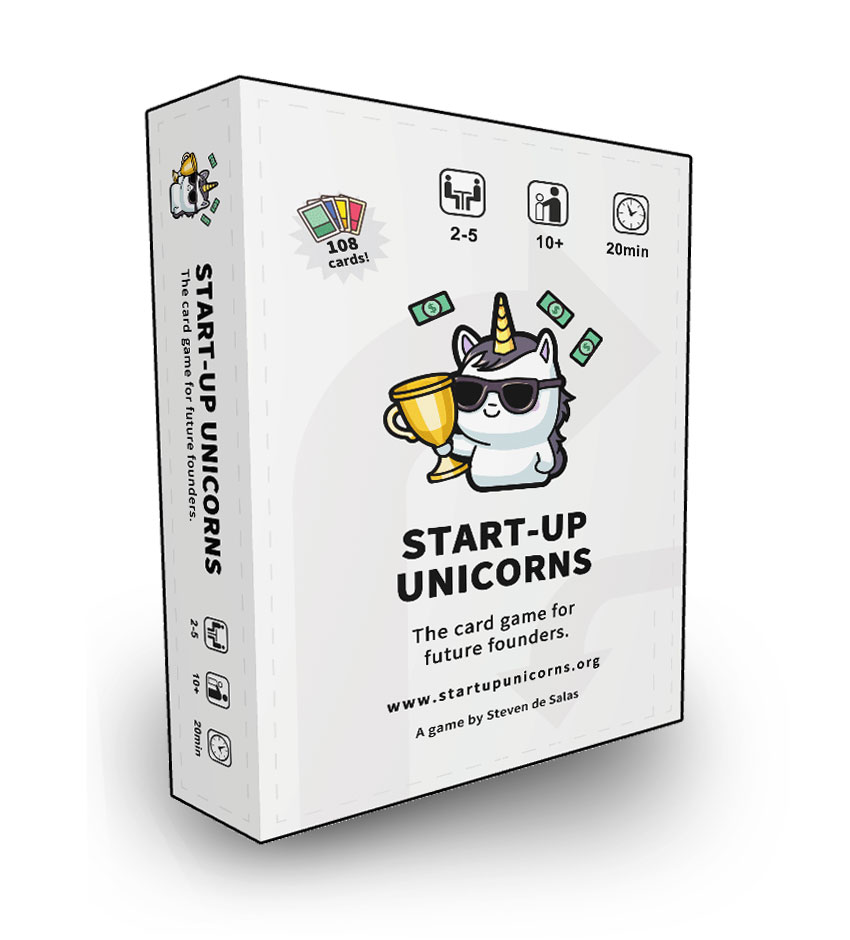 108
cards!
2-5
10+
20min
START-UP
UNICORNS
The card game for
future founders.
www.startupunicorns.org
A game by Steven de Salas
START-UP UNICORNS
The card game for future founders.
2-5
10+
20min